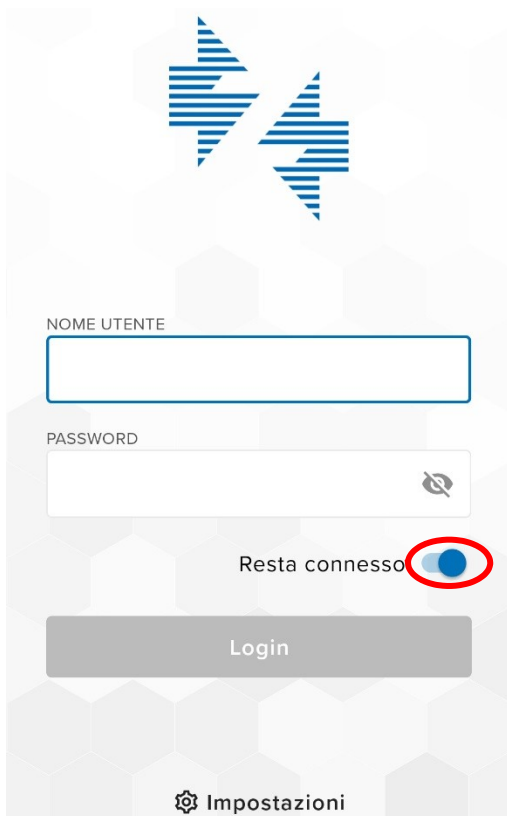 NOME UTENTE
PASSWORD
Resta connesso
Login
Impostazioni